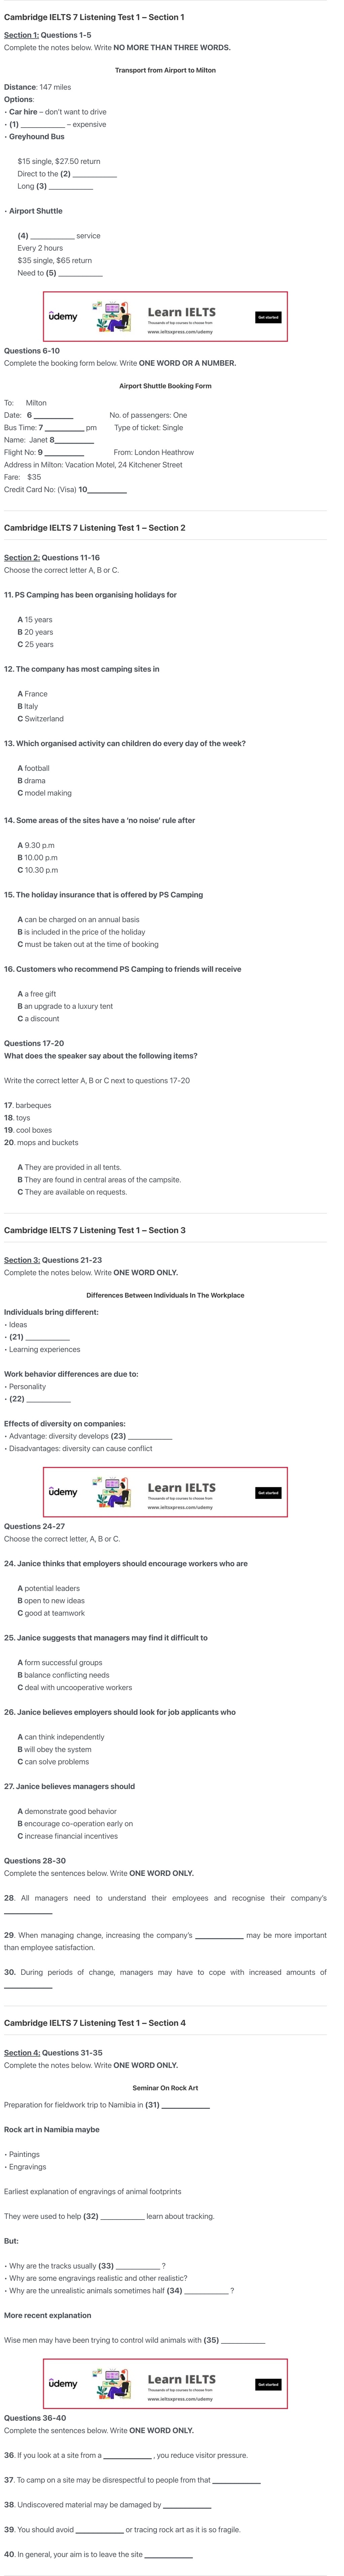 Cambridge IELTS 7 Listening Test 1 – Section 1
Section 1: Questions 1-5
Complete the notes below. Write NO MORE THAN THREE WORDS.
Transport from Airport to Milton
Distance: 147 miles
Options:
• Car hire – don't want to drive
• (1) ____________ – expensive
• Greyhound Bus
$15 single, $27.50 return
Direct to the (2) ____________
Long (3) ____________
• Airport Shuttle
(4) ____________ service
Every 2 hours
$35 single, $65 return
Need to (5) ____________
udemy
Learn IELTS
Thousands of top courses to choose from
www.ieltsxpress.com/udemy
Get started
Questions 6-10
Complete the booking form below. Write ONE WORD OR A NUMBER.
Airport Shuttle Booking Form
To: Milton
Date: 6 ___________ No. of passengers: One
Bus Time: 7 ___________ pm Type of ticket: Single
Name: Janet 8___________
Flight No: 9 ___________ From: London Heathrow
Address in Milton: Vacation Motel, 24 Kitchener Street
Fare: $35
Credit Card No: (Visa) 10___________
Cambridge IELTS 7 Listening Test 1 – Section 2
Section 2: Questions 11-16
Choose the correct letter A, B or C.
11. PS Camping has been organising holidays for
A 15 years
B 20 years
C 25 years
12. The company has most camping sites in
A France
B Italy
C Switzerland
13. Which organised activity can children do every day of the week?
A football
B drama
C model making
14. Some areas of the sites have a 'no noise' rule after
A 9.30 p.m
B 10.00 p.m
C 10.30 p.m
15. The holiday insurance that is offered by PS Camping
A can be charged on an annual basis
B is included in the price of the holiday
C must be taken out at the time of booking
16. Customers who recommend PS Camping to friends will receive
A a free gift
B an upgrade to a luxury tent
C a discount
Questions 17-20
What does the speaker say about the following items?
Write the correct letter A, B or C next to questions 17-20
17. barbeques
18. toys
19. cool boxes
20. mops and buckets
A They are provided in all tents.
B They are found in central areas of the campsite.
C They are available on requests.
Cambridge IELTS 7 Listening Test 1 – Section 3
Section 3: Questions 21-23
Complete the notes below. Write ONE WORD ONLY.
Differences Between Individuals In The Workplace
Individuals bring different:
• Ideas
• (21) ____________
• Learning experiences
Work behavior differences are due to:
• Personality
• (22) ____________
Effects of diversity on companies:
• Advantage: diversity develops (23) ____________
• Disadvantages: diversity can cause conflict
udemy
Learn IELTS
Thousands of top courses to choose from
www.ieltsxpress.com/udemy
Get started
Questions 24-27
Choose the correct letter, A, B or C.
24. Janice thinks that employers should encourage workers who are
A potential leaders
B open to new ideas
C good at teamwork
25. Janice suggests that managers may find it difficult to
A form successful groups
B balance conflicting needs
C deal with uncooperative workers
26. Janice believes employers should look for job applicants who
A can think independently
B will obey the system
C can solve problems
27. Janice believes managers should
A demonstrate good behavior
B encourage co-operation early on
C increase financial incentives
Questions 28-30
Complete the sentences below. Write ONE WORD ONLY.
28. All managers need to understand their employees and recognise their company's
_____________
29. When managing change, increasing the company's _____________ may be more important
than employee satisfaction.
30. During periods of change, managers may have to cope with increased amounts of
_____________
Cambridge IELTS 7 Listening Test 1 – Section 4
Section 4: Questions 31-35
Complete the notes below. Write ONE WORD ONLY.
Seminar On Rock Art
Preparation for fieldwork trip to Namibia in (31) _____________
Rock art in Namibia maybe
• Paintings
• Engravings
Earliest explanation of engravings of animal footprints
They were used to help (32) ____________ learn about tracking.
But:
• Why are the tracks usually (33) ____________ ?
• Why are some engravings realistic and other realistic?
• Why are the unrealistic animals sometimes half (34) ____________ ?
More recent explanation
Wise men may have been trying to control wild animals with (35) ____________
udemy
Learn IELTS
Thousands of top courses to choose from
www.ieltsxpress.com/udemy
Get started
Questions 36-40
Complete the sentences below. Write ONE WORD ONLY.
36. If you look at a site from a _____________ , you reduce visitor pressure.
37. To camp on a site may be disrespectful to people from that _____________
38. Undiscovered material may be damaged by _____________
39. You should avoid _____________ or tracing rock art as it is so fragile.
40. In general, your aim is to leave the site _____________